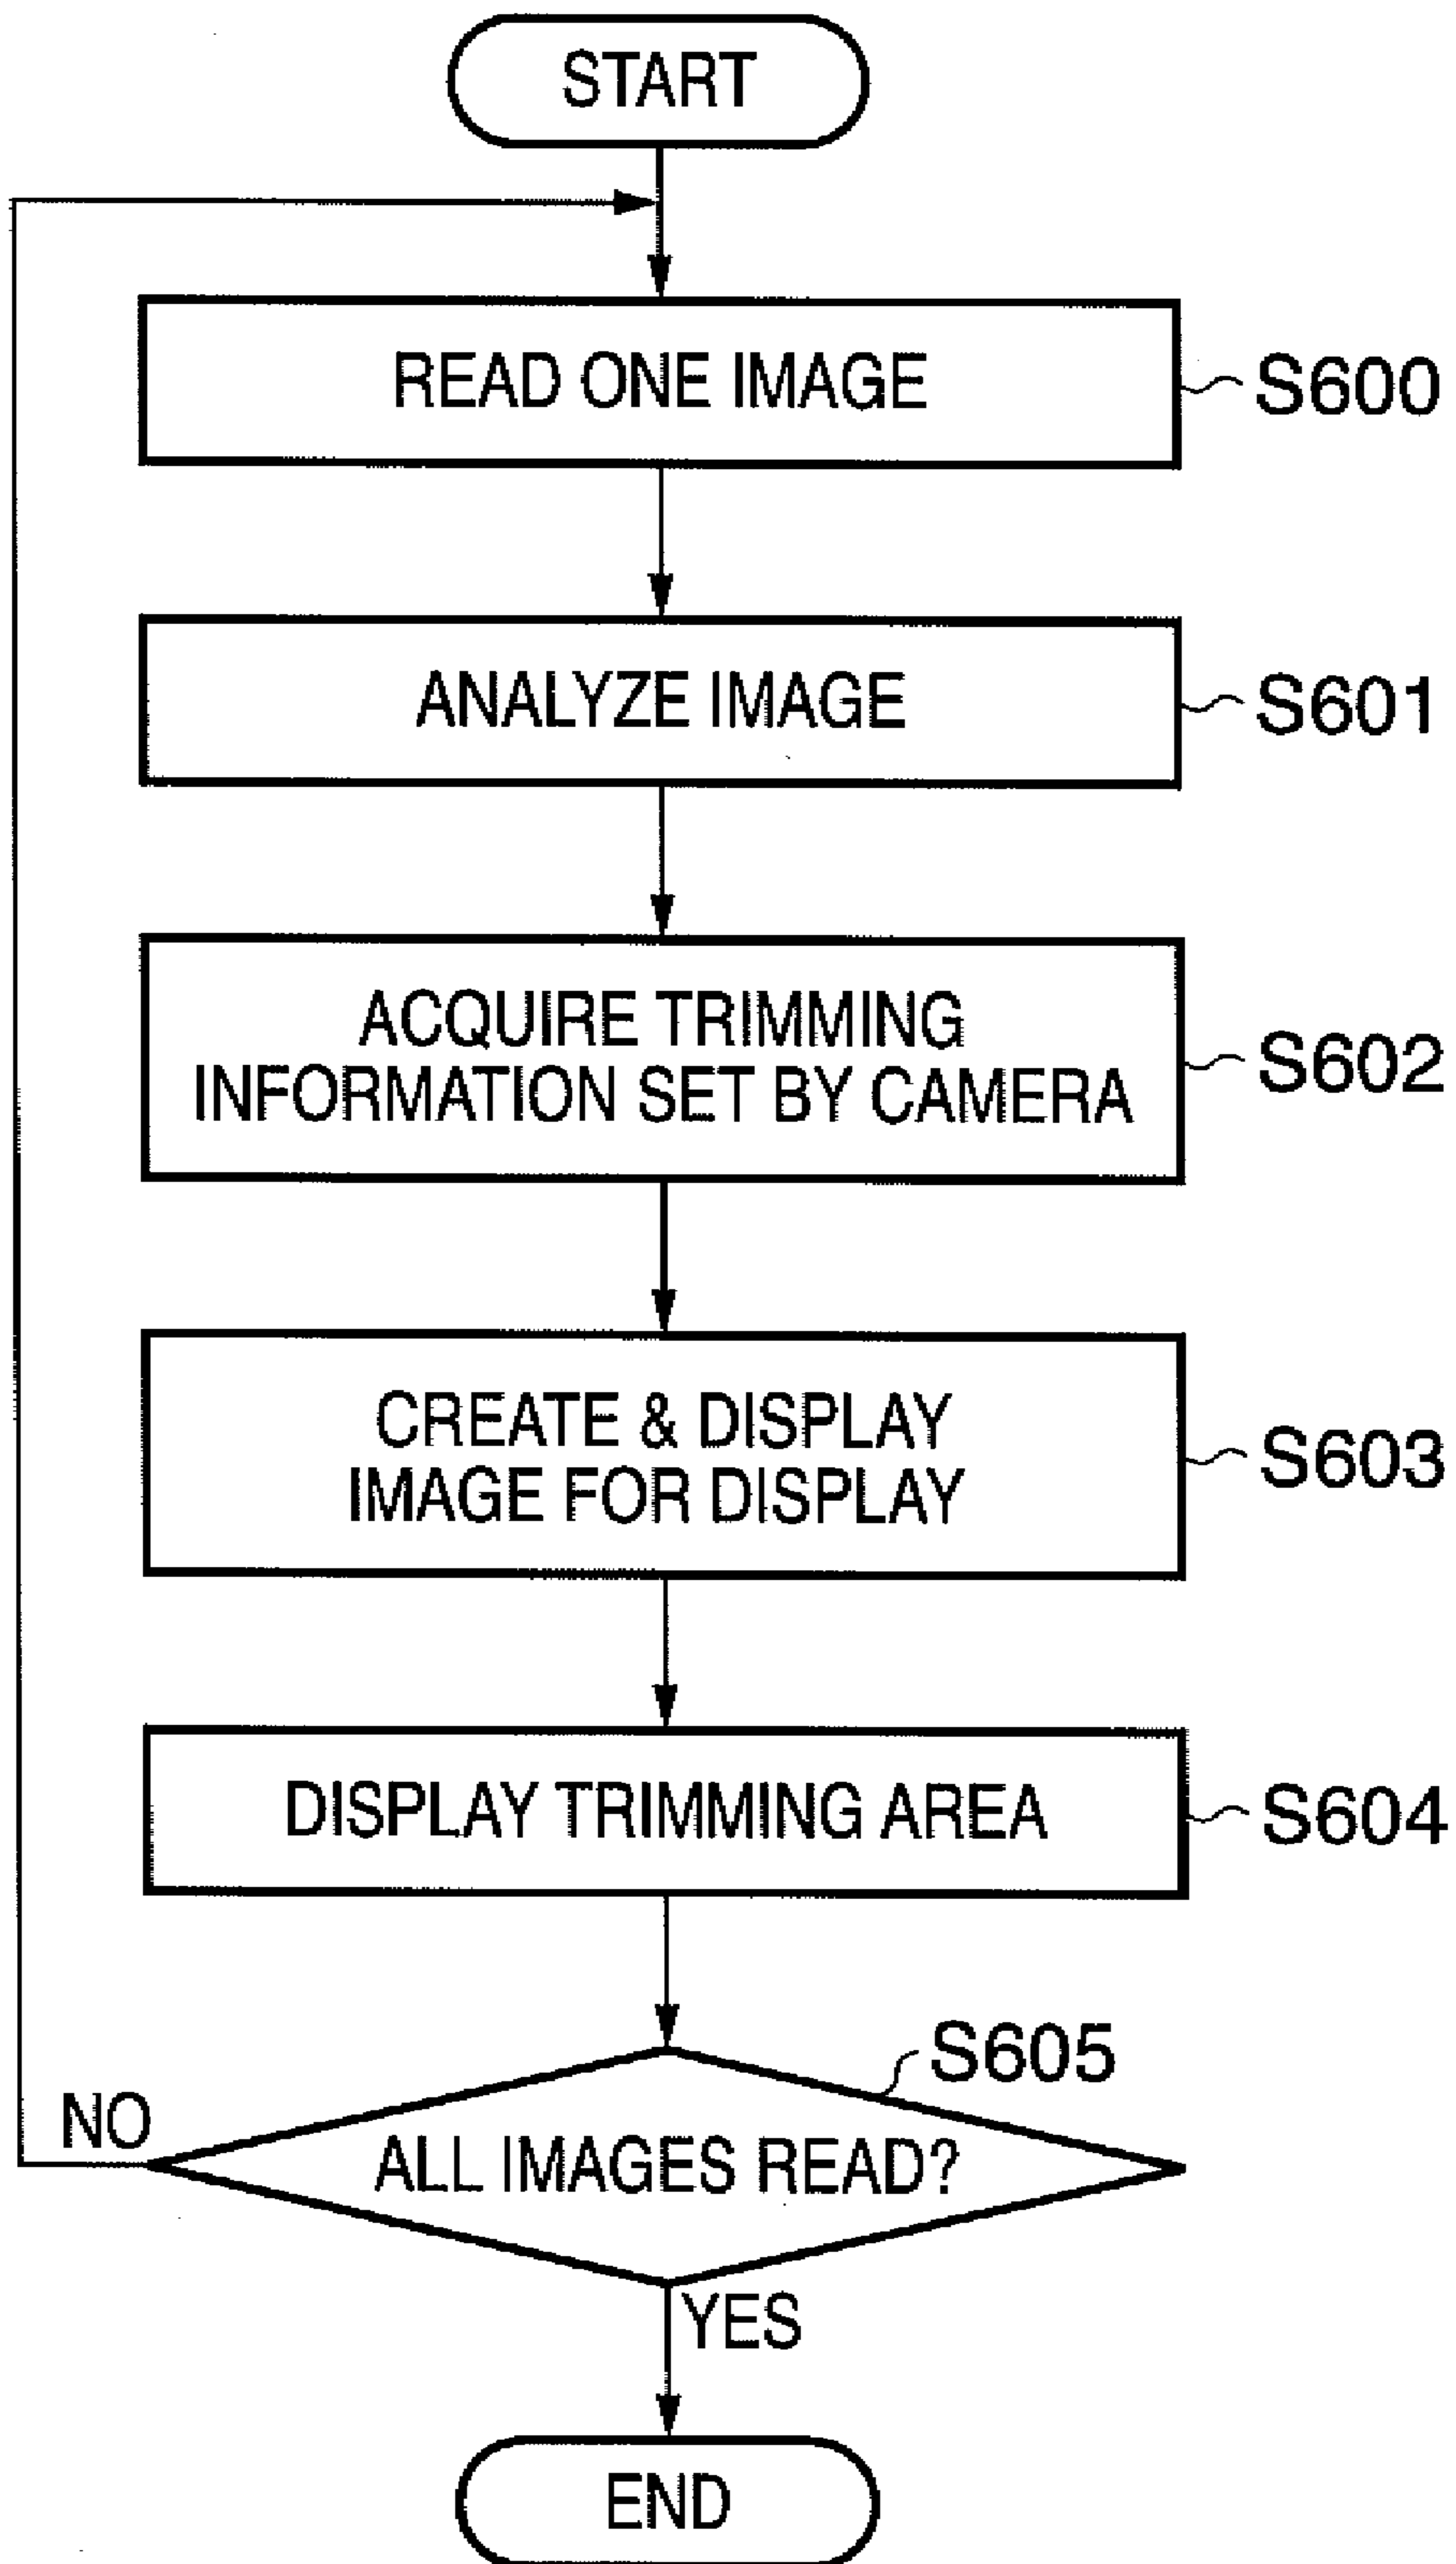 START
READ ONE IMAGE
S600
ANALYZE IMAGE
S601
ACQUIRE TRIMMING
INFORMATION SET BY CAMERA
S602
CREATE & DISPLAY
IMAGE FOR DISPLAY
S603
DISPLAY TRIMMING AREA
S604
S605
NO
ALL IMAGES READ?
YES
END